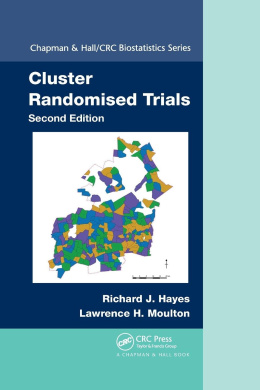 Chapman & Hall/CRC Biostatistics Series
Cluster
Randomised Trials
Second Edition
Richard J. Hayes
Lawrence H. Moulton
CRC Press
Taylor & Francis Group
A CHAPMAN & HALL BOOK